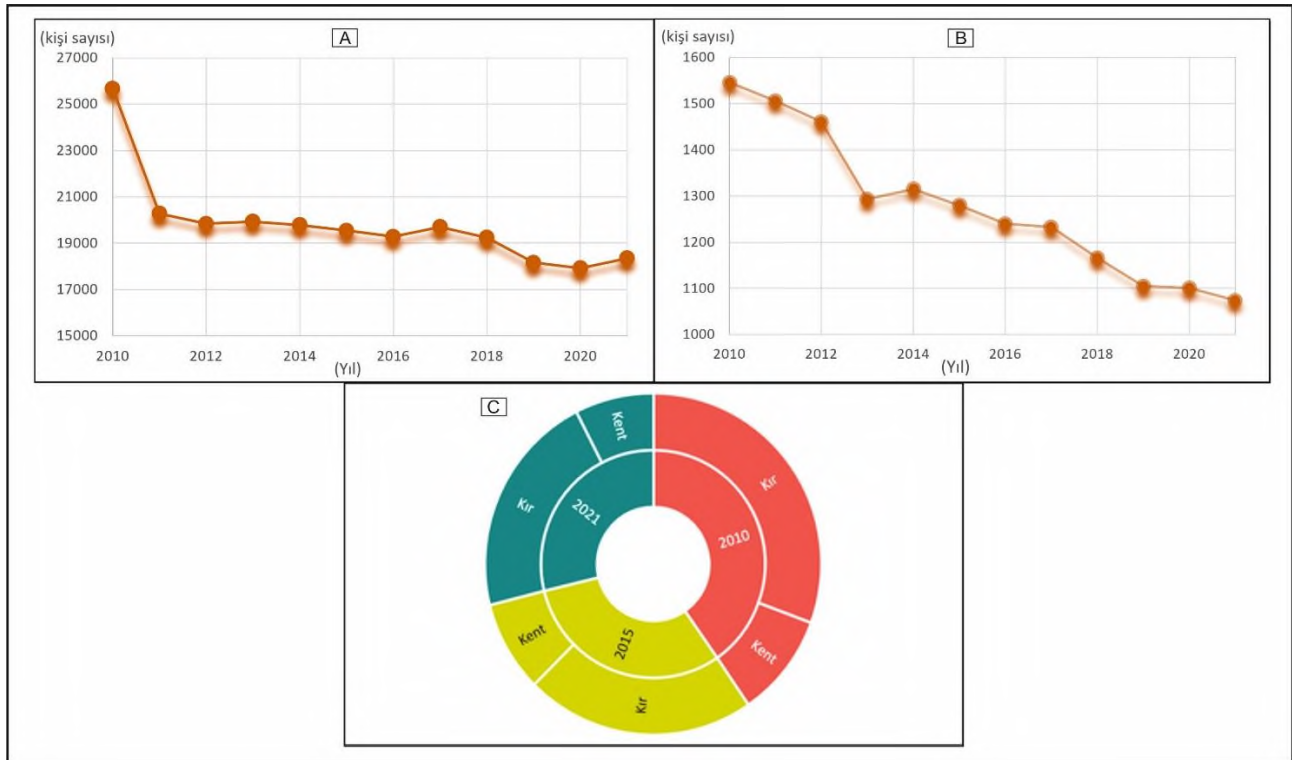 (kişi sayısı)
A
27000
25000
23000
21000
19000
17000
15000
2010
2012
2014
2016
2018
2020
(Yıl)
(kişi sayısı)
B
1600
1500
1400
1300
1200
1100
1000
2010
2012
2014
2016
2018
2020
(Yıl)
C
Kent
Kır
Kır
2021
2010
Kent
2015
Kent
Kır